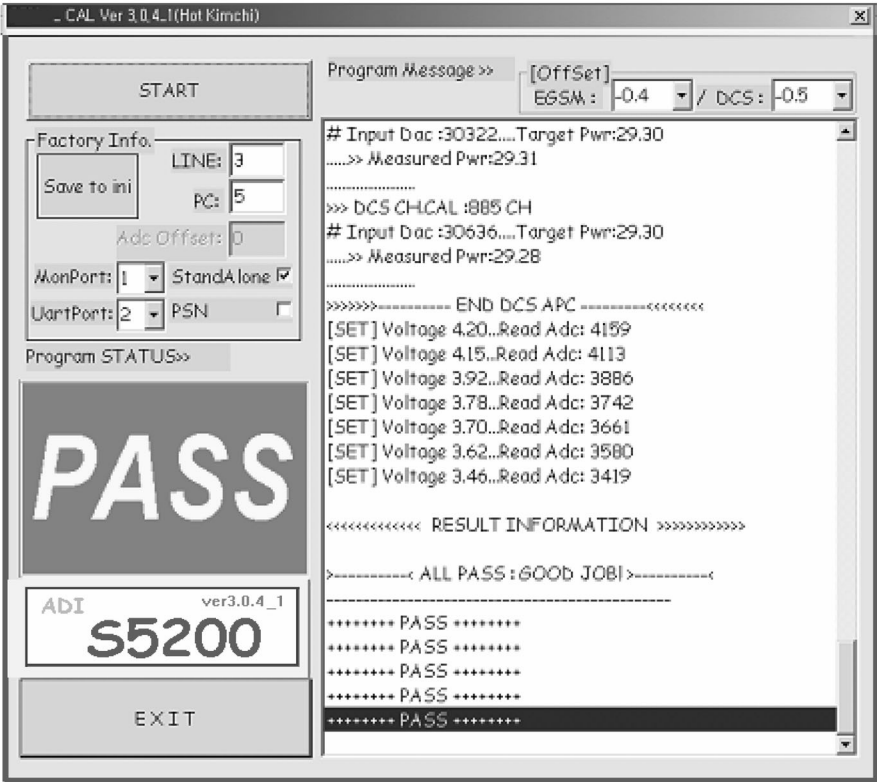 _ CAL Ver 3,0,4_1(Hot Kimchi)
START
Factory Info.
Save to ini
LINE: 3
PC: 5
Adc Offset: 0
MonPort: 1 StandAlone
UartPort: 2 PSN
Program STATUS>>
PASS
ADI ver3.0.4_1
S5200
EXIT
Program Message >>
[OffSet]
EGSM : -0.4 / DCS : -0.5
# Input Dac :30322....Target Pwr:29.30
.....>> Measured Pwr:29.31
......................
>>> DCS CH.CAL :885 CH
# Input Dac :30636....Target Pwr:29.30
.....>> Measured Pwr:29.28
......................
>>>>>>>---------- END DCS APC ---------<<<<<<<<
[SET] Voltage 4.20...Read Adc: 4159
[SET] Voltage 4.15...Read Adc: 4113
[SET] Voltage 3.92...Read Adc: 3886
[SET] Voltage 3.78...Read Adc: 3742
[SET] Voltage 3.70...Read Adc: 3661
[SET] Voltage 3.62...Read Adc: 3580
[SET] Voltage 3.46...Read Adc: 3419
<<<<<<<<<<<<< RESULT INFORMATION >>>>>>>>>>>>
>----------< ALL PASS : GOOD JOB! >----------<
--------------------------------------------------
++++++++ PASS ++++++++
++++++++ PASS ++++++++
++++++++ PASS ++++++++
++++++++ PASS ++++++++
++++++++ PASS ++++++++